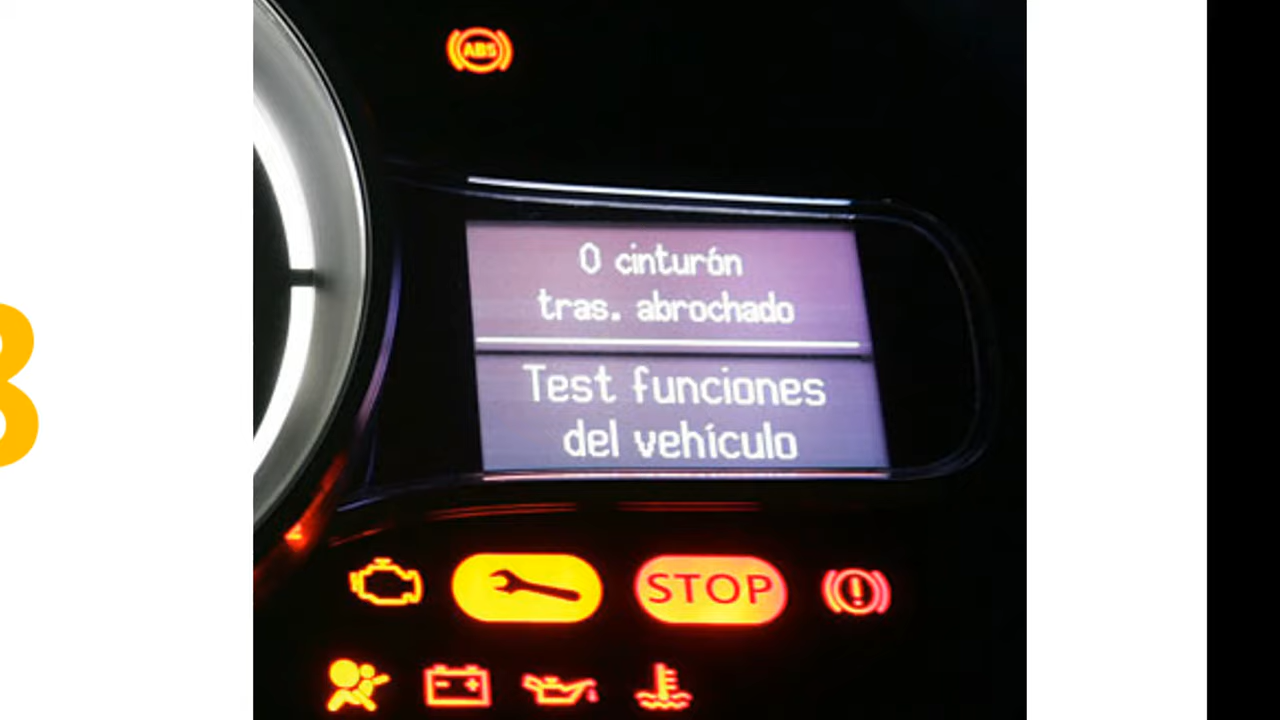 ABS
0 cinturón
tras. abrochado
Test funciones
del vehículo
STOP